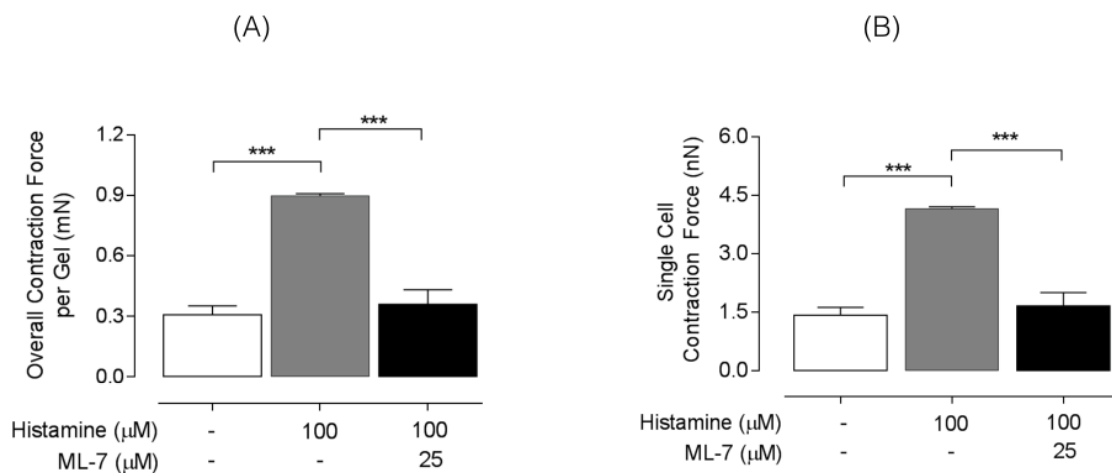 (A)
Overall Contraction Force
per Gel (mN)
1.2
0.9
0.6
0.3
0.0
***
***
Histamine (μM) - 100 100
ML-7 (μM) - - 25
(B)
Single Cell
Contraction Force (nN)
6.0
4.5
3.0
1.5
0.0
***
***
Histamine (μM) - 100 100
ML-7 (μM) - - 25